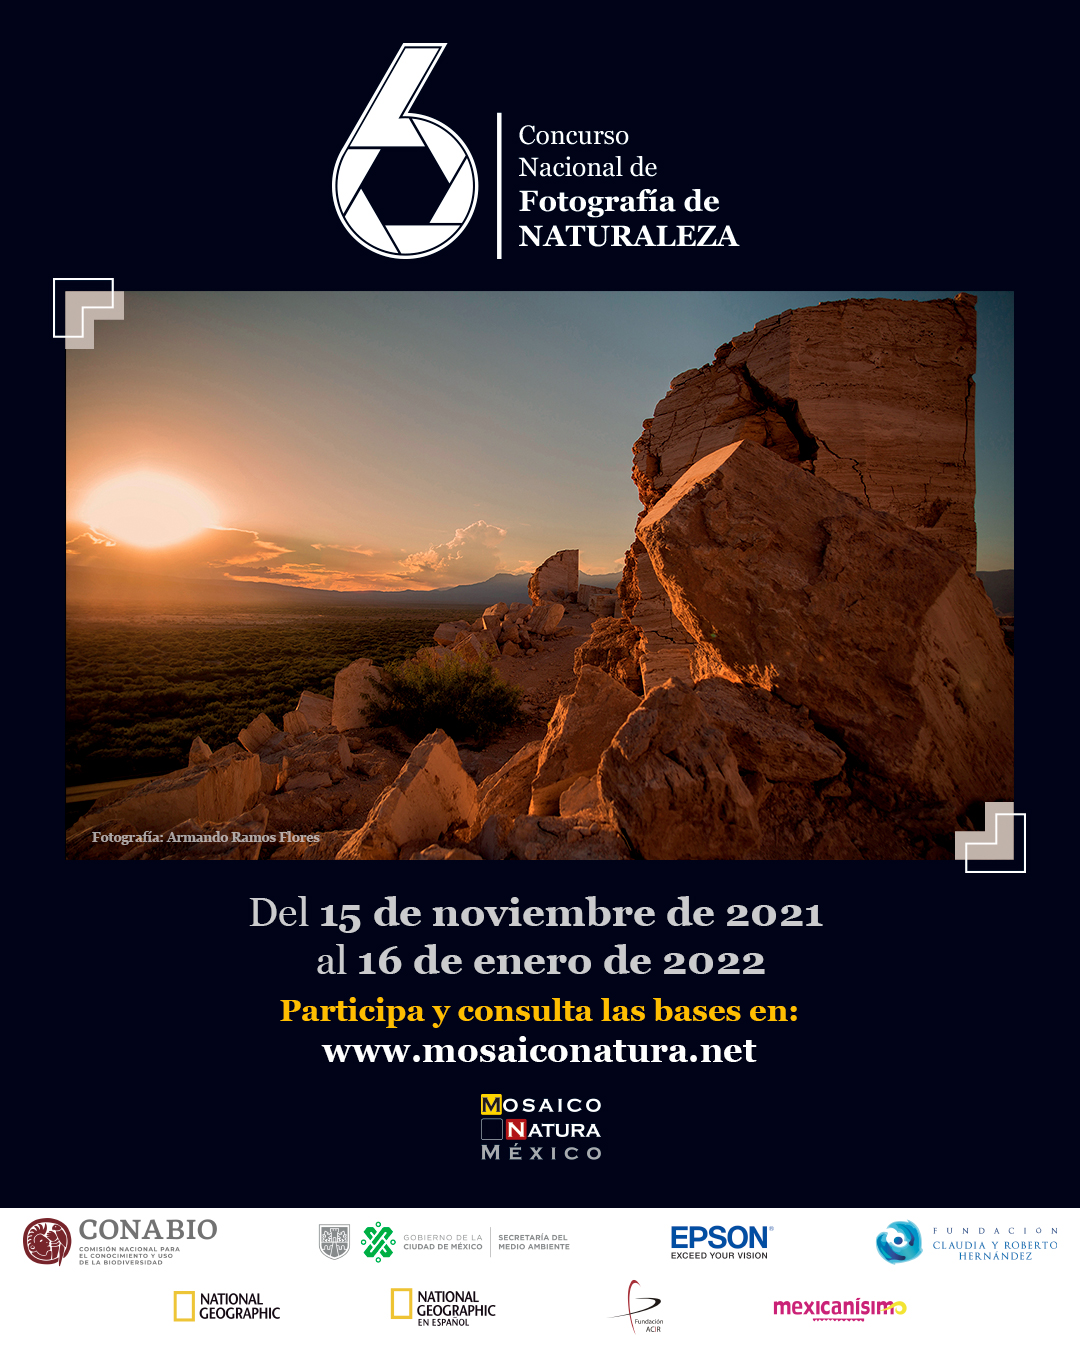 6
Concurso
Nacional de
Fotografía de
NATURALEZA
Fotografía: Armando Ramos Flores
Del 15 de noviembre de 2021
al 16 de enero de 2022
Participa y consulta las bases en:
www.mosaiconatura.net
MOSAICO
NATURA
MÉXICO
CONABIO
COMISIÓN NACIONAL PARA
EL CONOCIMIENTO Y USO
DE LA BIODIVERSIDAD
GOBIERNO DE LA
CIUDAD DE MÉXICO
SECRETARÍA DEL
MEDIO AMBIENTE
EPSON®
EXCEED YOUR VISION
FUNDACIÓN
CLAUDIA Y ROBERTO
HERNÁNDEZ
NATIONAL
GEOGRAPHIC
NATIONAL
GEOGRAPHIC
EN ESPAÑOL
Fundación
ACIR
mexicanísimo